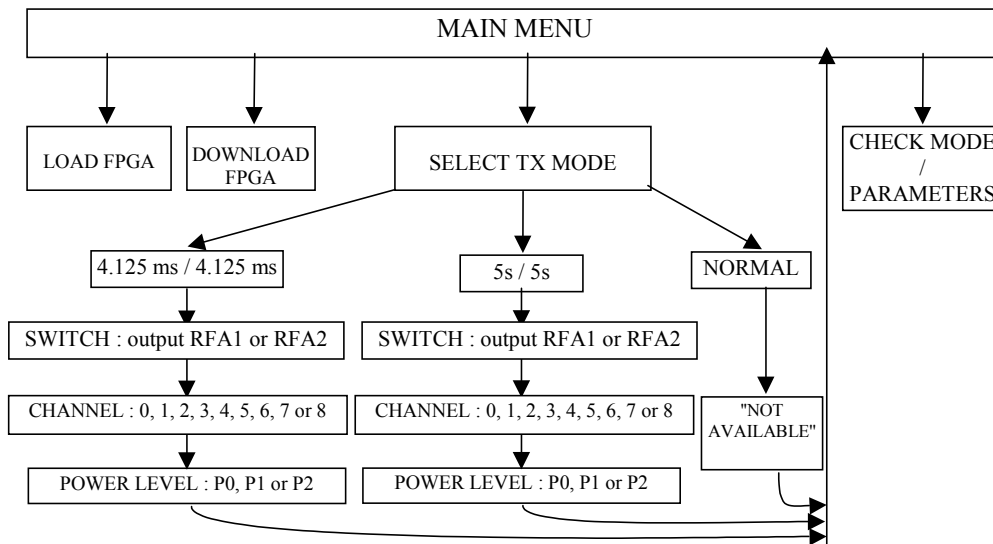 MAIN MENU
LOAD FPGA
DOWNLOAD
FPGA
SELECT TX MODE
CHECK MODE
/
PARAMETERS
4.125 ms / 4.125 ms
5s / 5s
NORMAL
SWITCH : output RFA1 or RFA2
SWITCH : output RFA1 or RFA2
CHANNEL : 0, 1, 2, 3, 4, 5, 6, 7 or 8
CHANNEL : 0, 1, 2, 3, 4, 5, 6, 7 or 8
"NOT
AVAILABLE"
POWER LEVEL : P0, P1 or P2
POWER LEVEL : P0, P1 or P2